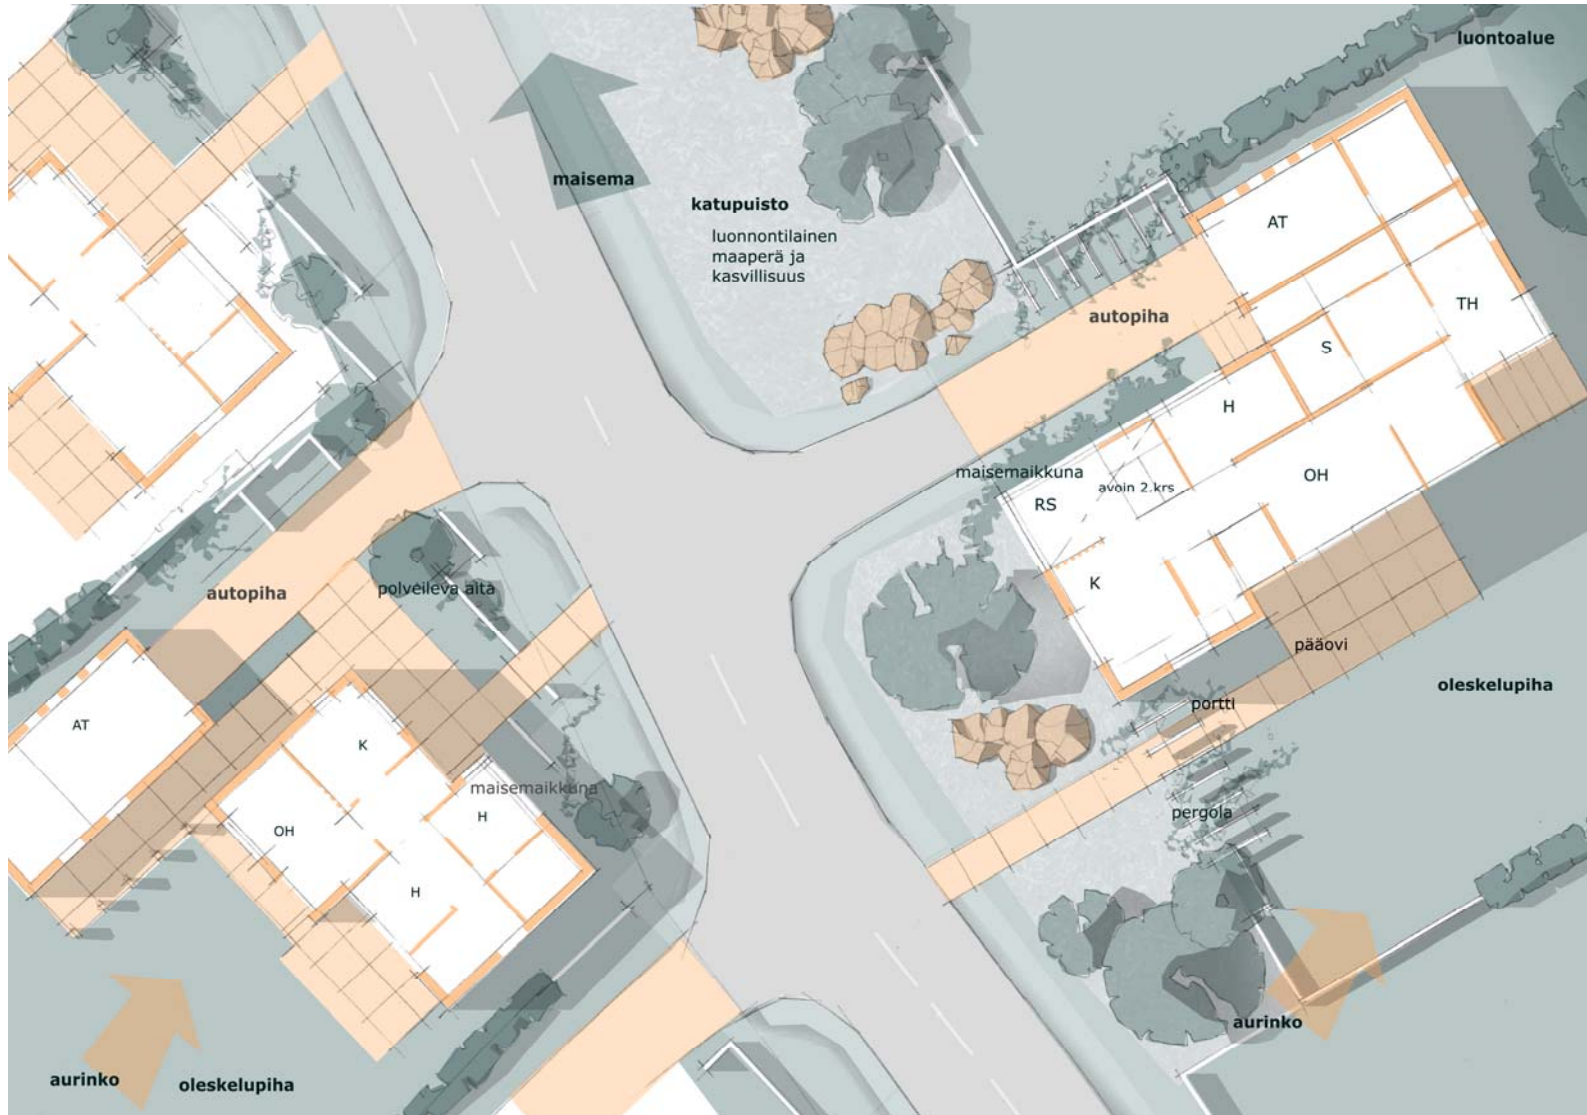 luontoalue
maisema
katupuisto
luonnontilainen
maaperä ja
kasvillisuus
AT
autopiha
TH
S
H
maisemaikkuna
avoin 2.krs
OH
RS
K
pääovi
portti
oleskelupiha
pergola
aurinko
polveileva aita
autopiha
AT
K
maisemaikkuna
H
OH
H
aurinko
oleskelupiha